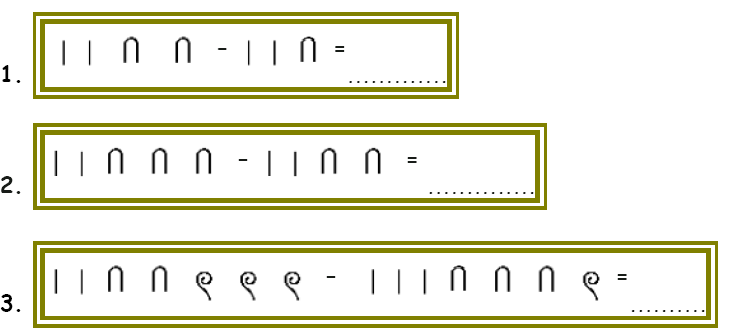 1. | | ∩ ∩ - | | ∩ = .............
2. | | ∩ ∩ ∩ - | | ∩ ∩ = ..............
3. | | ∩ ∩ 𓍢 𓍢 𓍢 - | | | ∩ ∩ ∩ 𓍢 = ..........